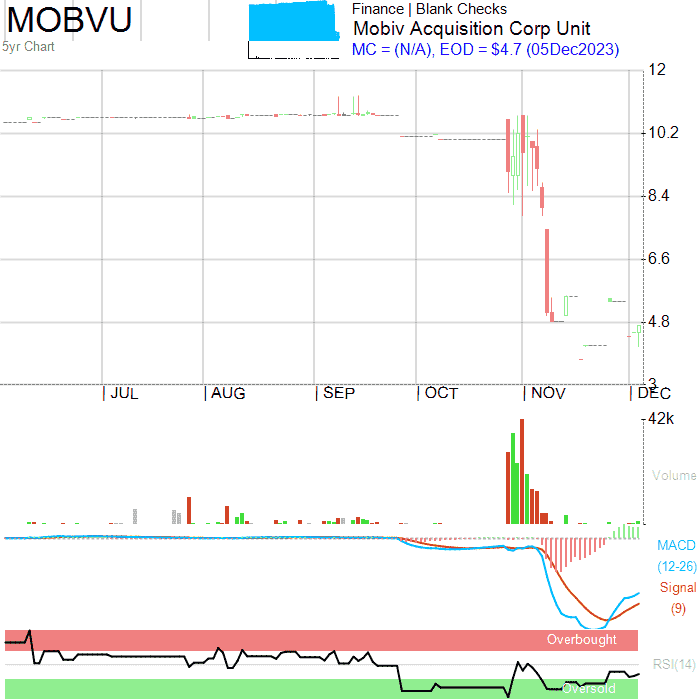 MOBVU
Finance | Blank Checks
Mobiv Acquisition Corp Unit
MC = (N/A), EOD = $4.7 (05Dec2023)
5yr Chart
12
10.2
8.4
6.6
4.8
3
JUL
AUG
SEP
OCT
NOV
DEC
42k
Volume
MACD
(12-26)
Signal
(9)
Overbought
RSI(14)
Oversold